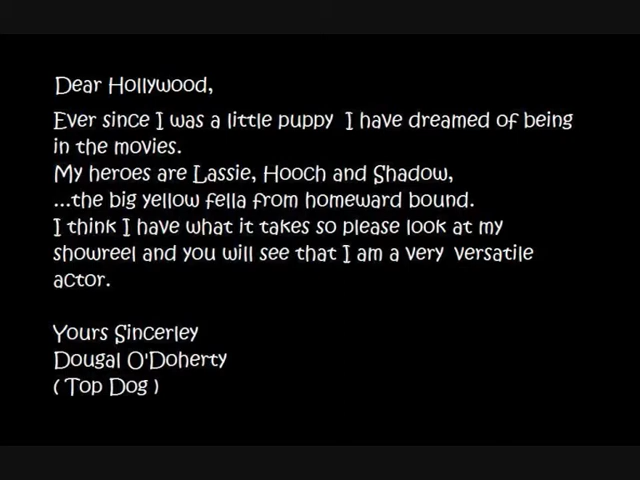 Dear Hollywood,
Ever since I was a little puppy I have dreamed of being
in the movies.
My heroes are Lassie, Hooch and Shadow,
...the big yellow fella from homeward bound.
I think I have what it takes so please look at my
showreel and you will see that I am a very versatile
actor.
Yours Sincerley
Dougal O'Doherty
( Top Dog )